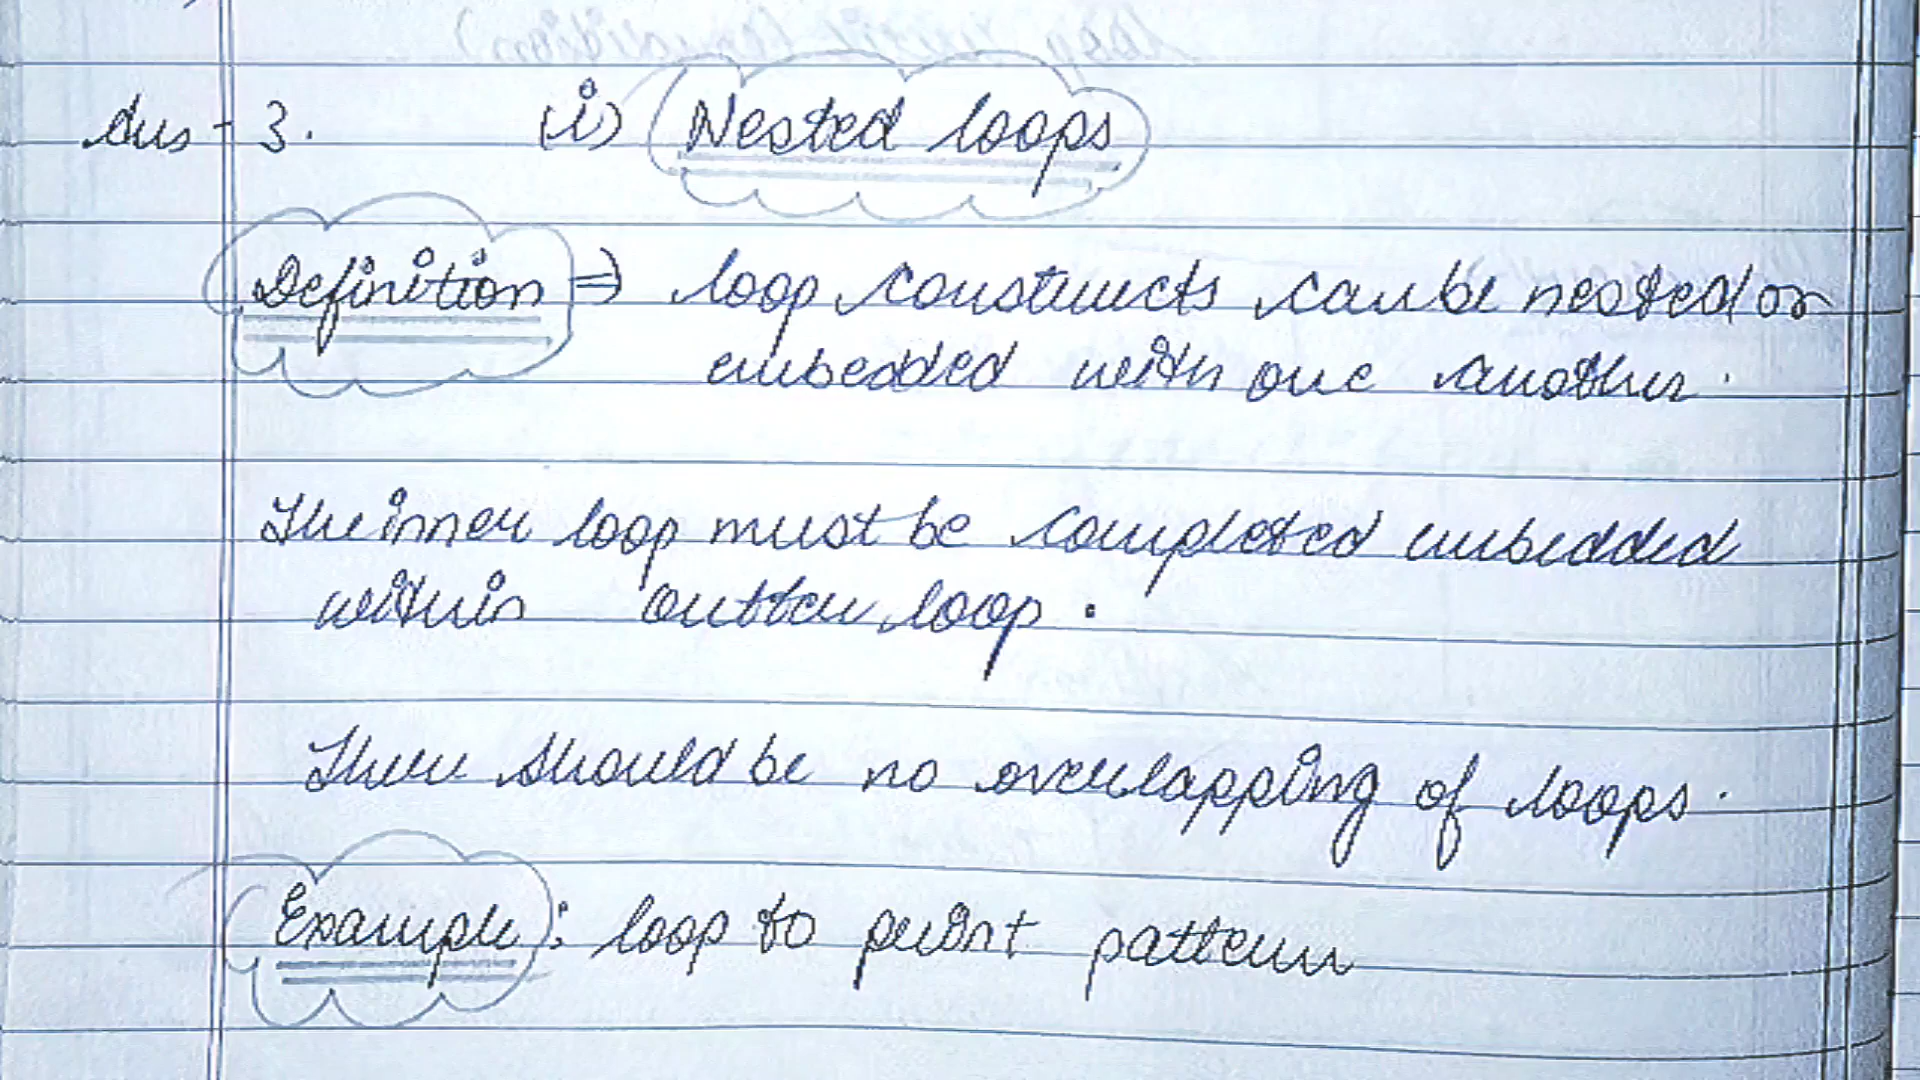 Ans - 3. (i) Nested loops
Definition ⇒ loop constructs can be nested or
embedded with one another.
The inner loop must be completed embedded
within outter loop.
There should be no overlapping of loops.
Example : loop to print pattern